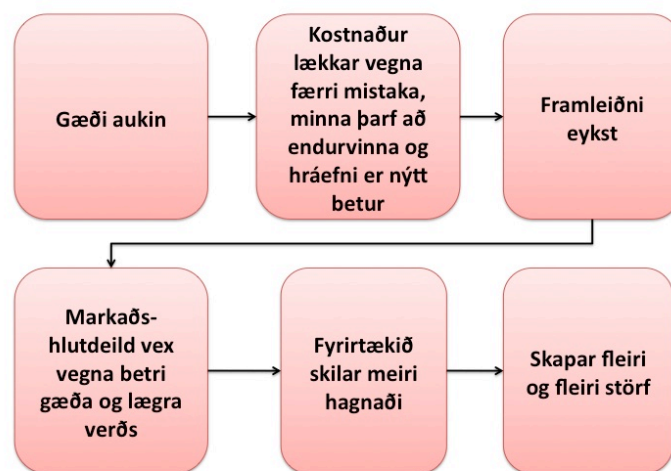 Gæði aukin
Kostnaður
lækkar vegna
færri mistaka,
minna þarf að
endurvinna og
hráefni er nýtt
betur
Framleiðni
eykst
Markaðs-
hlutdeild vex
vegna betri
gæða og lægra
verðs
Fyrirtækið
skilar meiri
hagnaði
Skapar fleiri
og fleiri störf